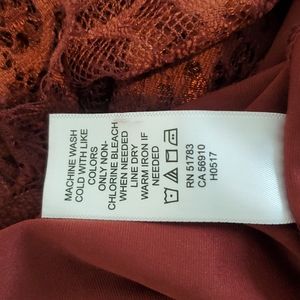 MACHINE WASH
COLD WITH LIKE
COLORS
ONLY NON-
CHLORINE BLEACH
WHEN NEEDED
LINE DRY
WARM IRON IF
NEEDED
RN 51783
CA 56910
H0517